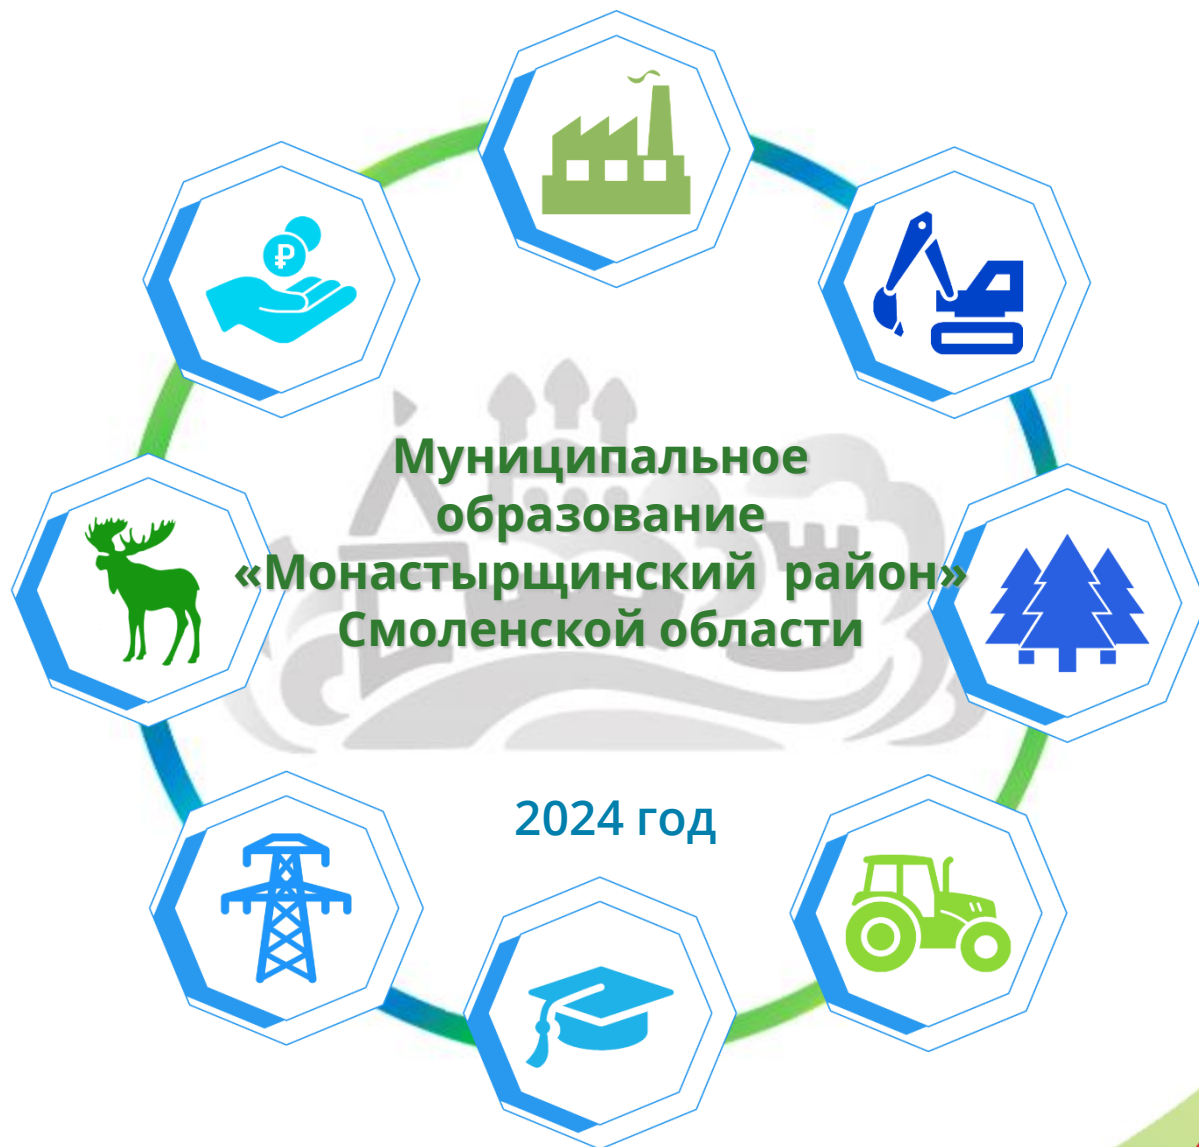 Муниципальное
образование
«Монастырщинский район»
Смоленской области
2024 год